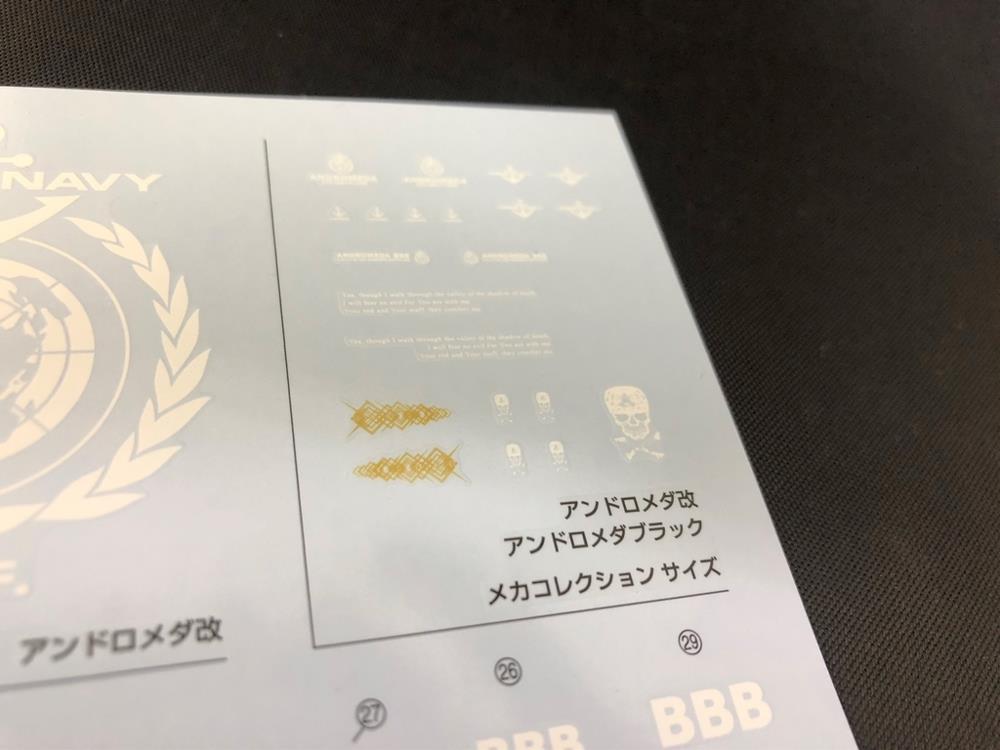 NAVY
ANDROMEDA
ANDROMEDA
ANDROMEDA BBB
ANDROMEDA BBB
Yea, though I walk through the valley of the shadow of death,
I will fear no evil For You are with me
Your rod and Your staff, they comfort me
Yea, though I walk through the valley of the shadow of death,
I will fear no evil For You are with me
Your rod and Your staff, they comfort me
アンドロメダ改
アンドロメダブラック
メカコレクション サイズ
F.
アンドロメダ改
㉗
㉖
㉙
BBB
BBB